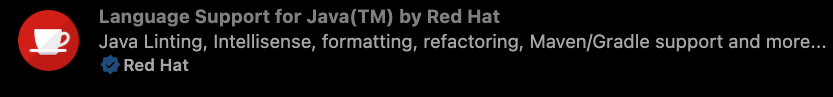 Language Support for Java(TM) by Red Hat
Java Linting, Intellisense, formatting, refactoring, Maven/Gradle support and more...
Red Hat